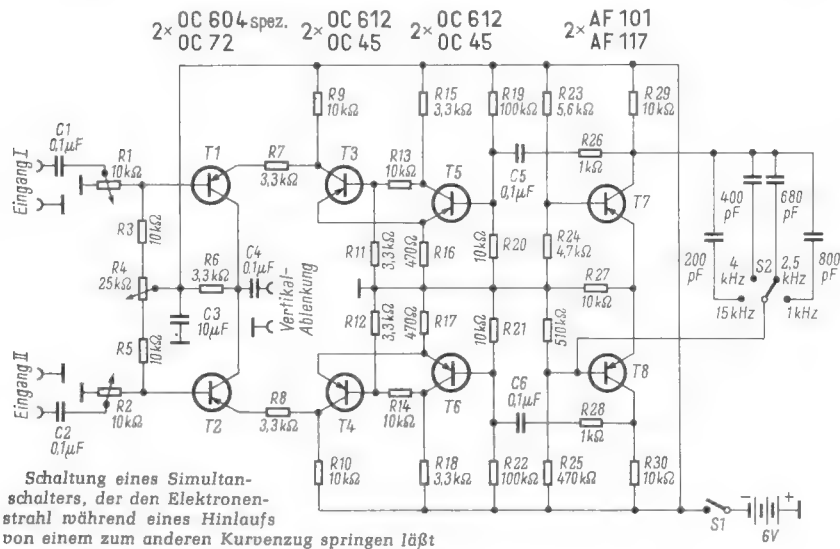 2× OC 604 spez. OC 72
2× OC 612 OC 45
2× OC 612 OC 45
2× AF 101 AF 117
R9
10kΩ
R15
3,3kΩ
R19
100kΩ
R23
5,6kΩ
R29
10kΩ
C1
0,1µF
R1
10kΩ
T1
R7
3,3kΩ
T3
R13
10kΩ
T5
C5
0,1µF
R26
1kΩ
T7
Eingang I
R3
10kΩ
R4
25kΩ
R6
3,3kΩ
C4
0,1µF
R11
3,3kΩ
R16
470Ω
R20
10kΩ
R24
4,7kΩ
R27
10kΩ
400 pF
680 pF
200 pF
800 pF
4 kHz
S2
2,5 kHz
15kHz
1kHz
C3
10µF
Vertikal-
Ablenkung
R12
3,3kΩ
R17
470Ω
R21
10kΩ
510kΩ
R5
10kΩ
Eingang II
R2
10kΩ
C2
0,1µF
T2
R8
3,3kΩ
T4
R14
10kΩ
T6
C6
0,1µF
R28
1kΩ
T8
R10
10kΩ
R18
3,3kΩ
R22
100kΩ
R25
470kΩ
R30
10kΩ
S1
− +
6V
Schaltung eines Simultan-
schalters, der den Elektronen-
strahl während eines Hinlaufs
von einem zum anderen Kurvenzug springen läßt